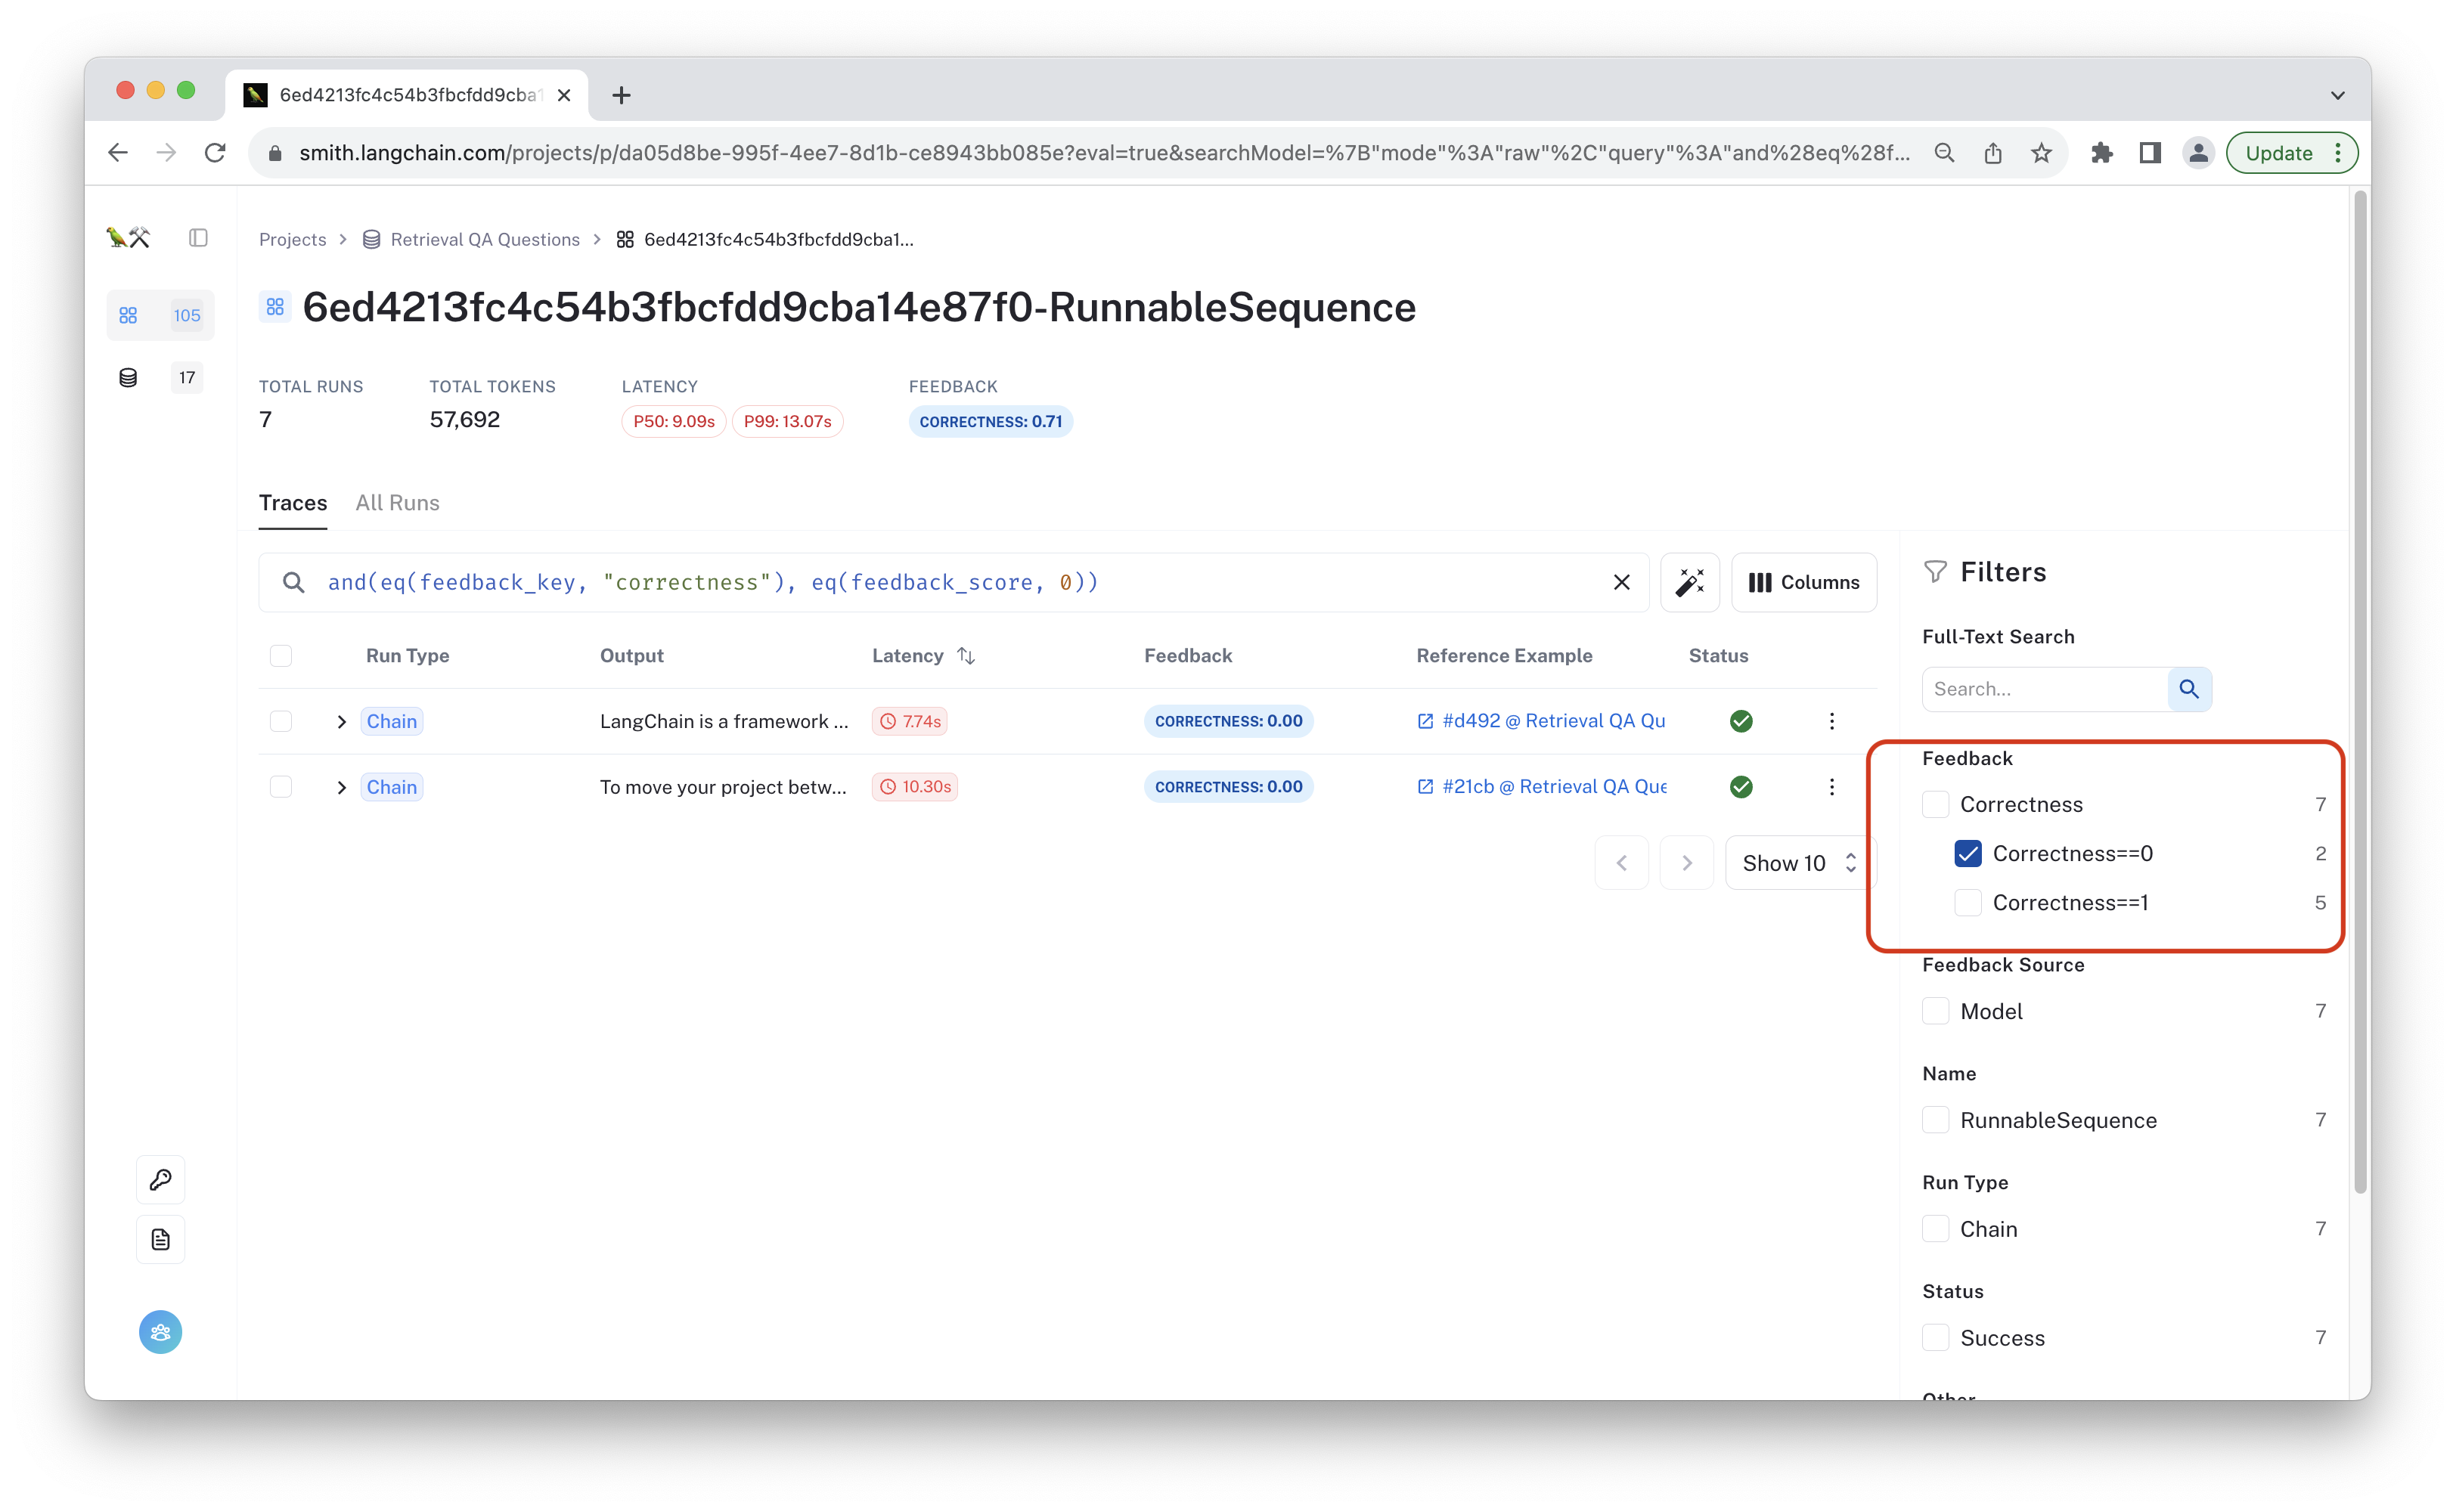 6ed4213fc4c54b3fbcfdd9cba1
smith.langchain.com/projects/p/da05d8be-995f-4ee7-8d1b-ce8943bb085e?eval=true&searchModel=%7B"mode"%3A"raw"%2C"query"%3A"and%28eq%28f...
Update
Projects
Retrieval QA Questions
6ed4213fc4c54b3fbcfdd9cba1...
6ed4213fc4c54b3fbcfdd9cba14e87f0-RunnableSequence
105
17
TOTAL RUNS
7
TOTAL TOKENS
57,692
LATENCY
P50: 9.09s
P99: 13.07s
FEEDBACK
CORRECTNESS: 0.71
Traces
All Runs
and(eq(feedback_key, "correctness"), eq(feedback_score, 0))
Columns
Run Type
Output
Latency
Feedback
Reference Example
Status
Chain
LangChain is a framework ...
7.74s
CORRECTNESS: 0.00
#d492 @ Retrieval QA Qu
Chain
To move your project betw...
10.30s
CORRECTNESS: 0.00
#21cb @ Retrieval QA Que
Show 10
Filters
Full-Text Search
Search...
Feedback
Correctness 7
Correctness==0 2
Correctness==1 5
Feedback Source
Model 7
Name
RunnableSequence 7
Run Type
Chain 7
Status
Success 7
Other